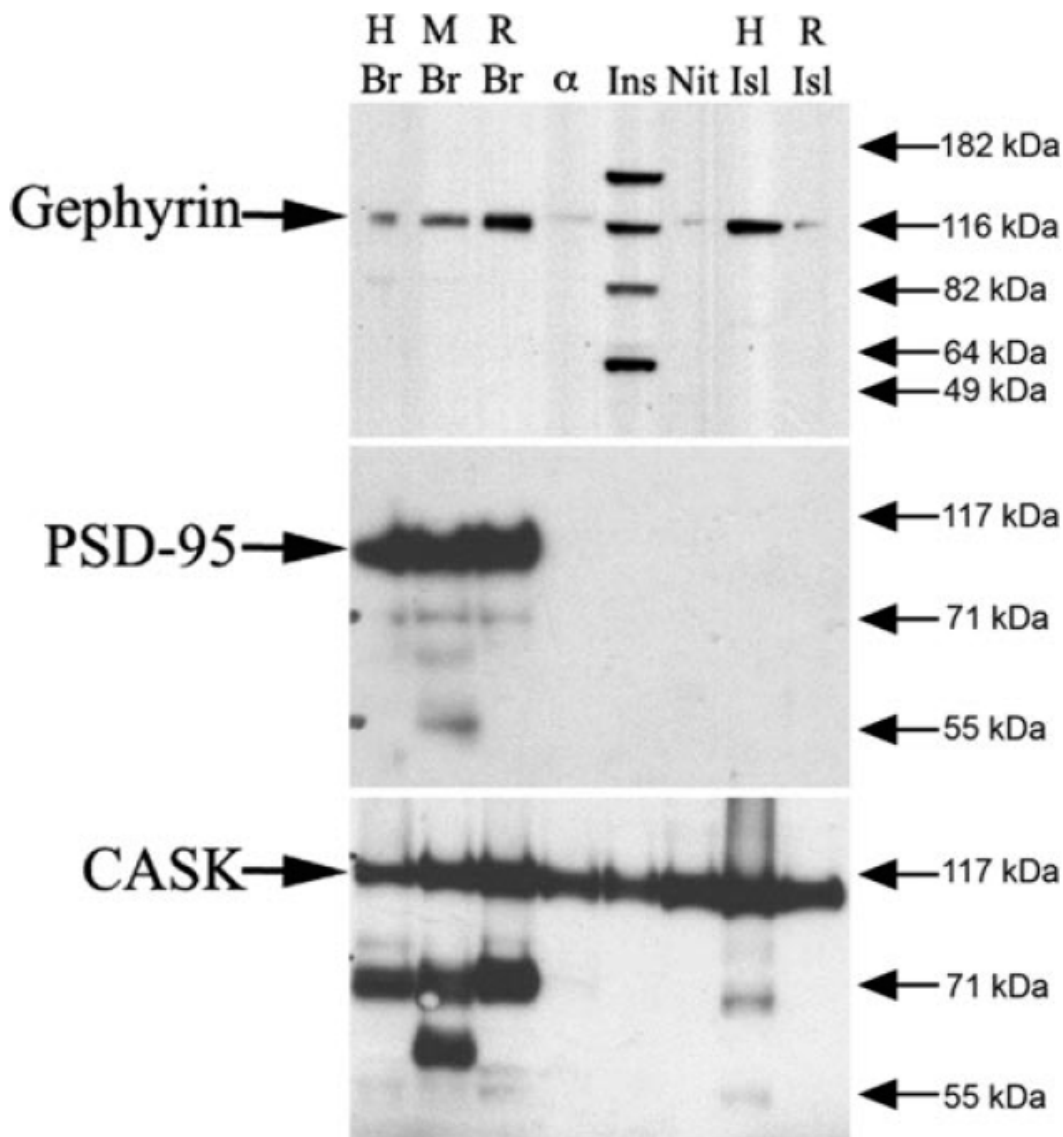 H M R H R
Br Br Br α Ins Nit Isl Isl
Gephyrin
182 kDa
116 kDa
82 kDa
64 kDa
49 kDa
PSD-95
117 kDa
71 kDa
55 kDa
CASK
117 kDa
71 kDa
55 kDa